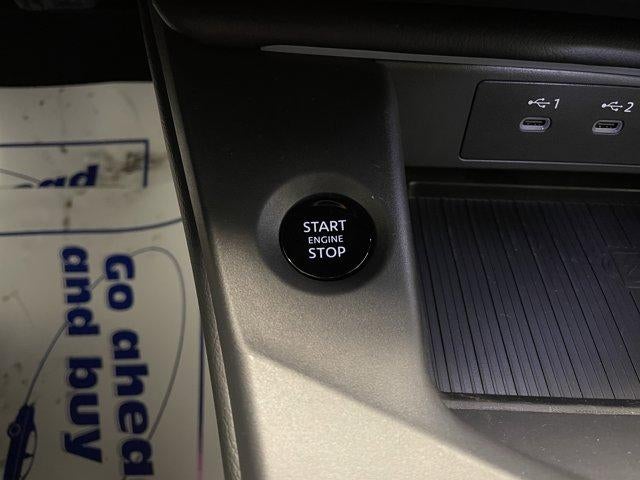 1 2
START
ENGINE
STOP
Go ahead
and buy